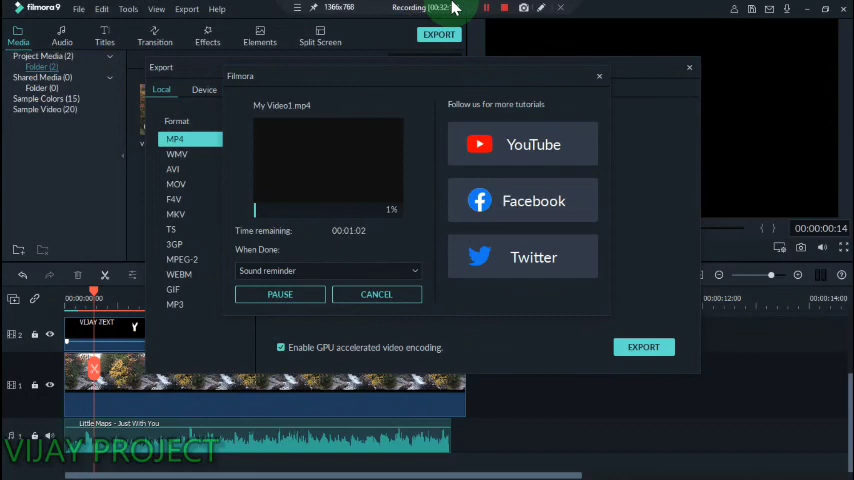 filmora 9
File Edit Tools View Export Help
1366x768
Media
Audio
Titles
Transition
Effects
Elements
Split Screen
EXPORT
Project Media (2)
Folder (2)
Shared Media (0)
Folder (0)
Sample Colors (15)
Sample Video (20)
Export
Local
Device
Format
MP4
WMV
AVI
MOV
F4V
MKV
TS
3GP
MPEG-2
WEBM
GIF
MP3
Filmora
My Video1.mp4
1%
Time remaining: 00:01:02
When Done:
Sound reminder
PAUSE
CANCEL
Follow us for more tutorials
YouTube
Facebook
Twitter
Enable GPU accelerated video encoding.
EXPORT
00:00:00:14
00:00:00:00
00:00:12:00
00:00:14:00
2
VIJAY TEXT
1
Little Maps - Just With You
1
VIJAY PROJECT